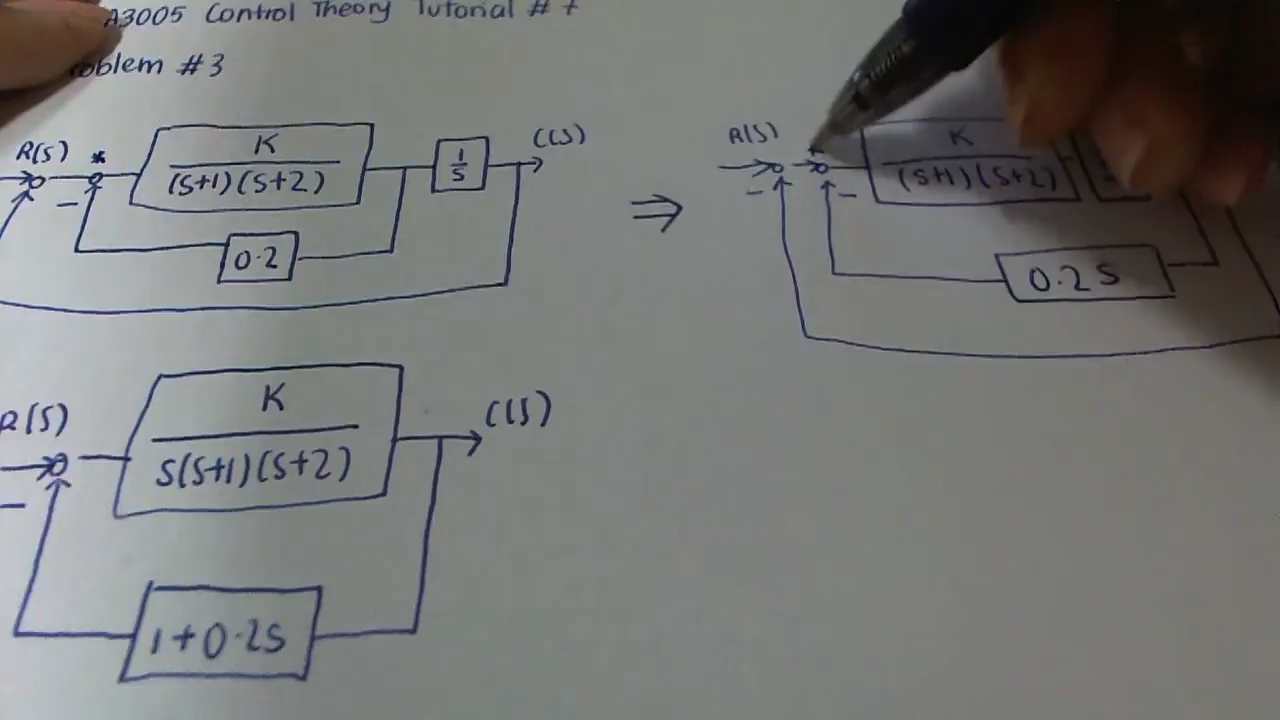 A3005 Control Theory Tutorial # 7
oblem #3
R(S) *
K
(S+1)(S+2)
1
S
C(S)
−
0.2
⇒
R(S)
K
(S+1)(S+2)
−
−
0.2S
R(S)
K
S(S+1)(S+2)
C(S)
−
1+0.2S